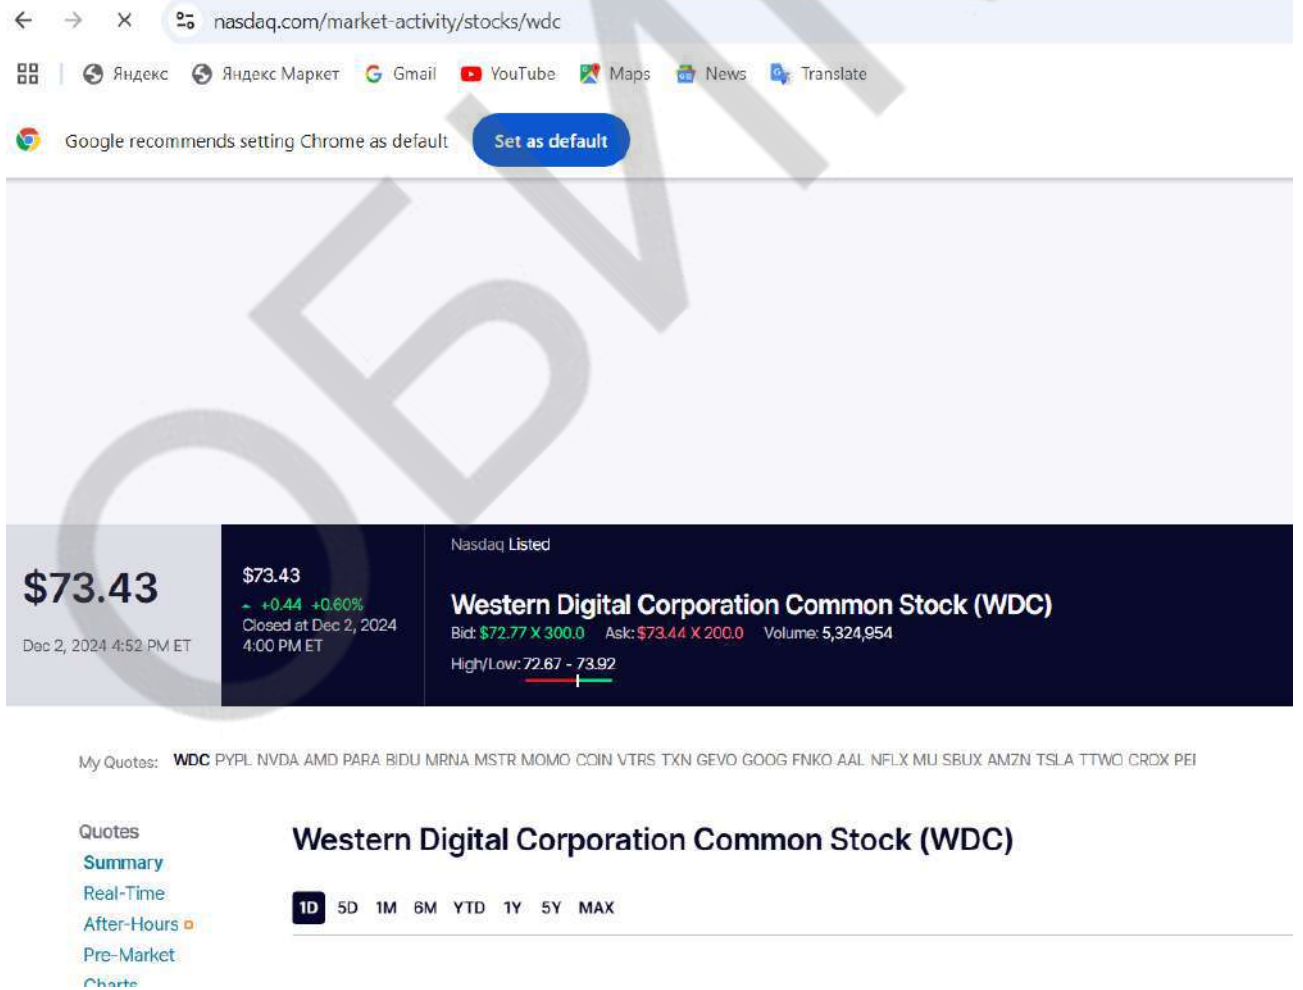 nasdaq.com/market-activity/stocks/wdc
Яндекс Яндекс Маркет Gmail YouTube Maps News Translate
Google recommends setting Chrome as default Set as default
ОБИ
Nasdaq Listed
$73.43
$73.43
+0.44 +0.60%
Western Digital Corporation Common Stock (WDC)
Closed at Dec 2, 2024
4:00 PM ET
Bid: $72.77 X 300.0 Ask: $73.44 X 200.0 Volume: 5,324,954
Dec 2, 2024 4:52 PM ET
High/Low: 72.67 - 73.92
My Quotes: WDC PYPL NVDA AMD PARA BIDU MRNA MSTR MOMO COIN VTRS TXN GEVO GOOG FNKO AAL NFLX MU SBUX AMZN TSLA TTWO CROX
Quotes
Western Digital Corporation Common Stock (WDC)
Summary
Real-Time
1D 5D 1M 6M YTD 1Y 5Y MAX
After-Hours
Pre-Market
Charts